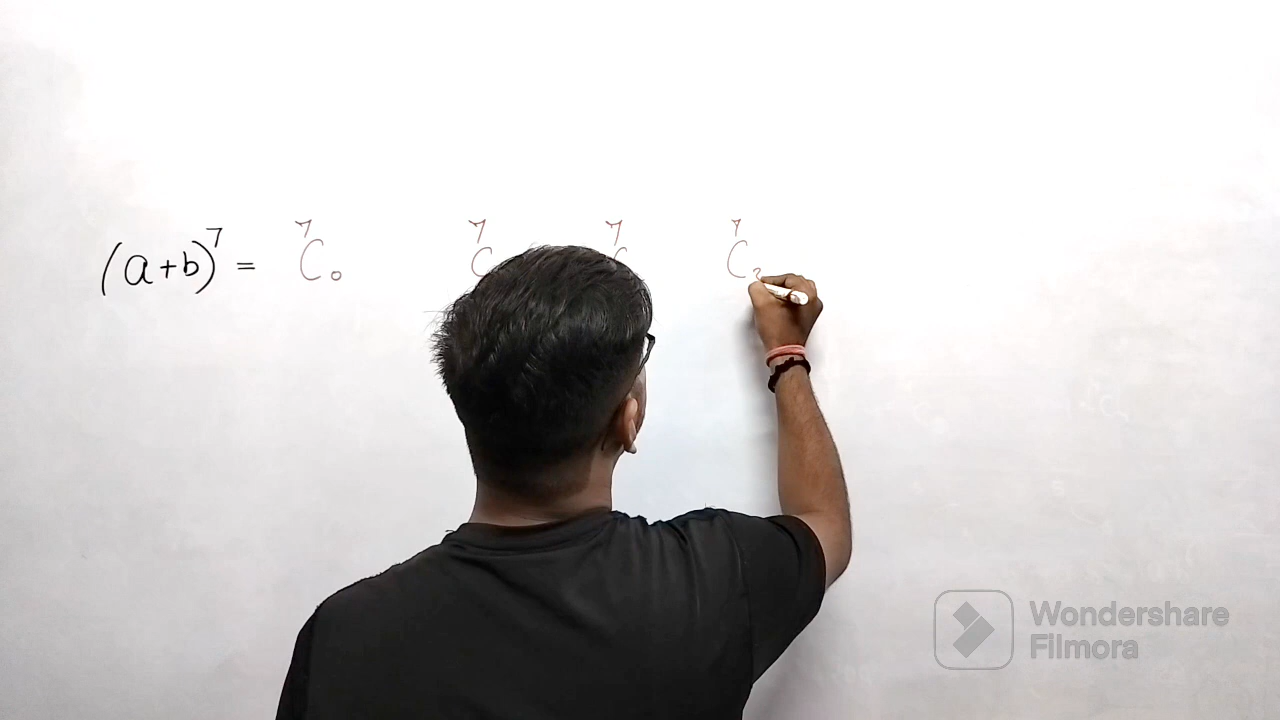 (a+b)⁷ = ⁷C₀ ⁷C ⁷C ⁷C
Wondershare
Filmora